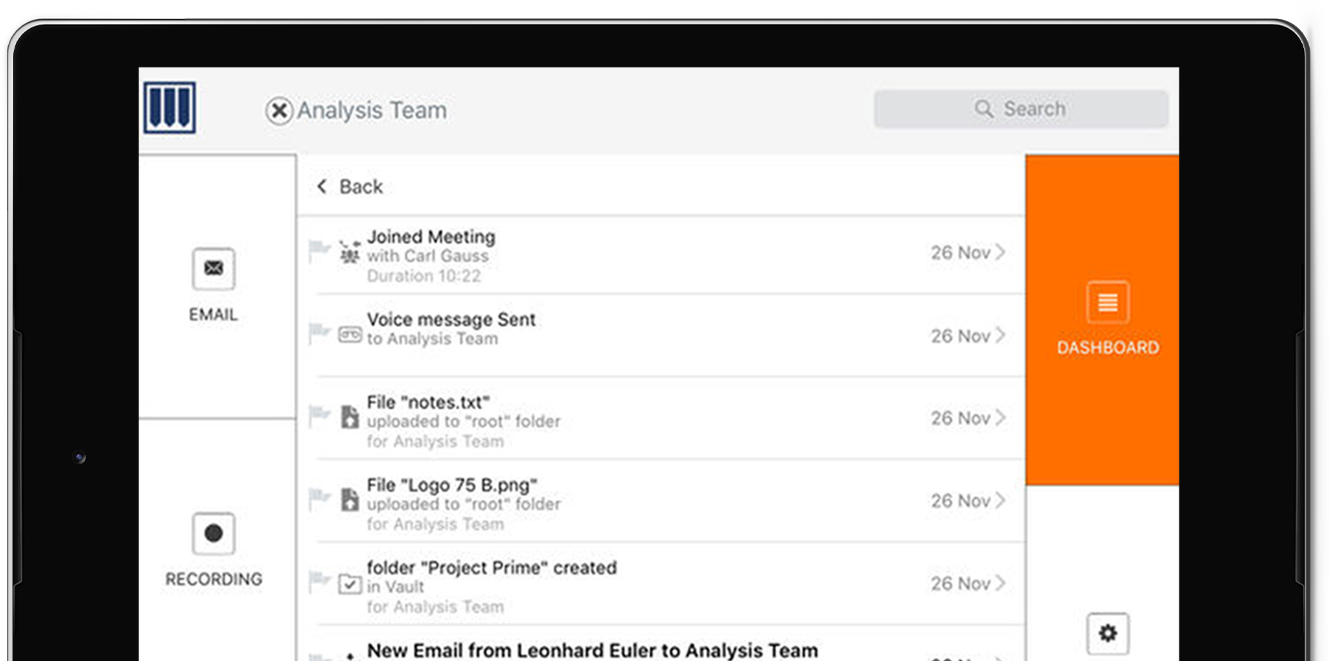 Analysis Team
Search
Back
Joined Meeting
with Carl Gauss
Duration 10:22
26 Nov
Voice message Sent
to Analysis Team
26 Nov
File "notes.txt"
uploaded to "root" folder
for Analysis Team
26 Nov
File "Logo 75 B.png"
uploaded to "root" folder
for Analysis Team
26 Nov
folder "Project Prime" created
in Vault
for Analysis Team
26 Nov
New Email from Leonhard Euler to Analysis Team
EMAIL
RECORDING
DASHBOARD